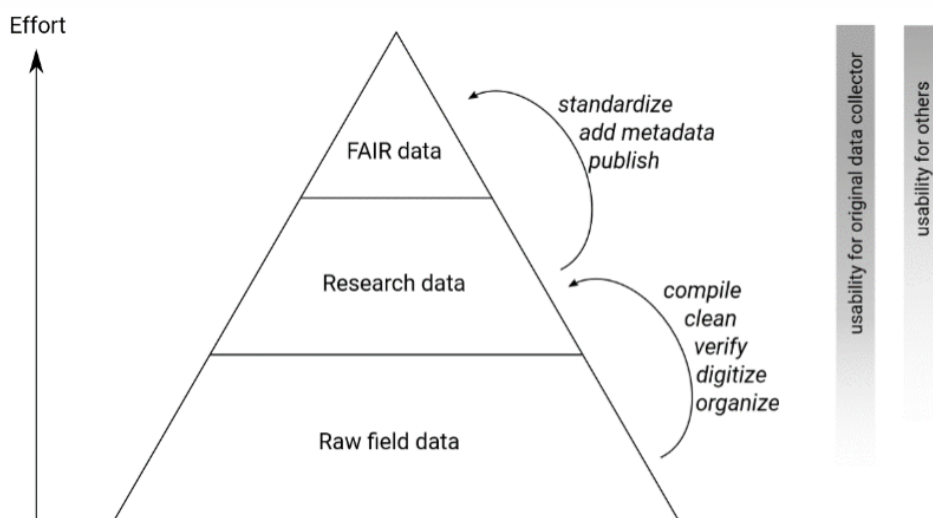 Effort
FAIR data
standardize
add metadata
publish
Research data
compile
clean
verify
digitize
organize
Raw field data
usability for original data collector
usability for others